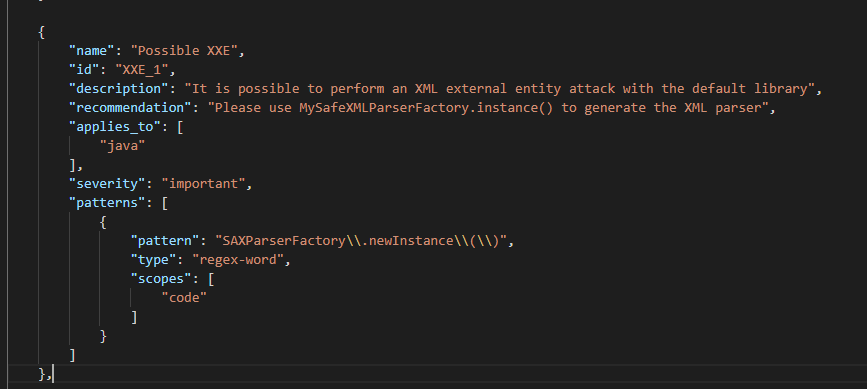 {
"name": "Possible XXE",
"id": "XXE_1",
"description": "It is possible to perform an XML external entity attack with the default library",
"recommendation": "Please use MySafeXMLParserFactory.instance() to generate the XML parser",
"applies_to": [
"java"
],
"severity": "important",
"patterns": [
{
"pattern": "SAXParserFactory\\.newInstance\\(\\)",
"type": "regex-word",
"scopes": [
"code"
]
}
]
},